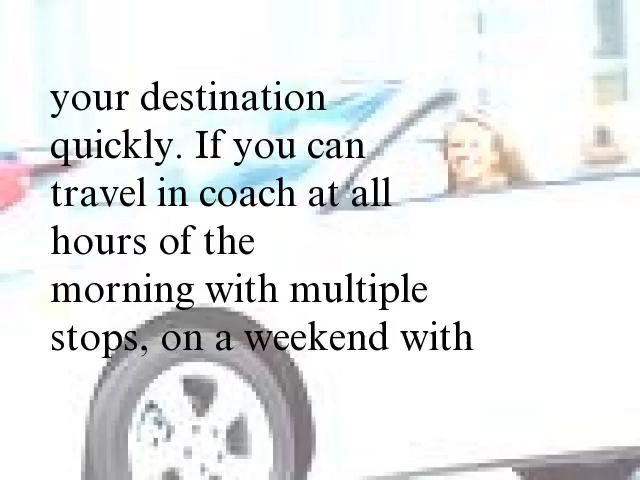 your destination
quickly. If you can
travel in coach at all
hours of the
morning with multiple
stops, on a weekend with